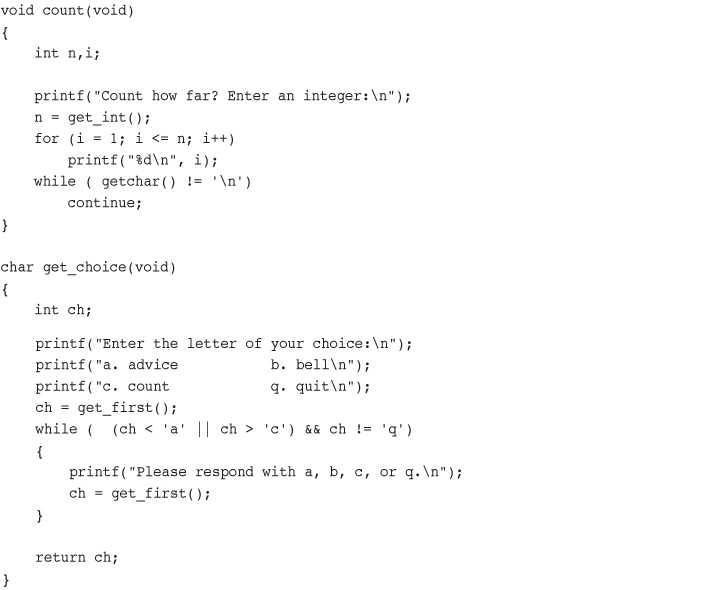 void count(void)
{
    int n,i;

    printf("Count how far? Enter an integer:\n");
    n = get_int();
    for (i = 1; i <= n; i++)
        printf("%d\n", i);
    while ( getchar() != '\n')
        continue;
}

char get_choice(void)
{
    int ch;

    printf("Enter the letter of your choice:\n");
    printf("a. advice           b. bell\n");
    printf("c. count            q. quit\n");
    ch = get_first();
    while (  (ch < 'a' || ch > 'c') && ch != 'q')
    {
        printf("Please respond with a, b, c, or q.\n");
        ch = get_first();
    }

    return ch;
}